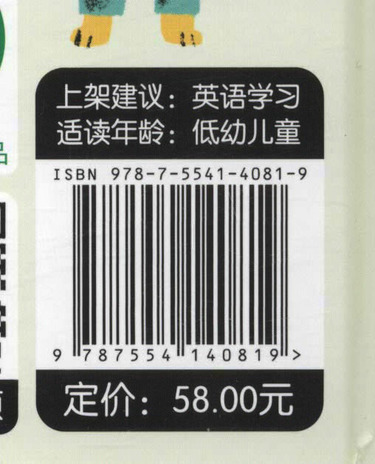 上架建议：英语学习
适读年龄：低幼儿童
ISBN 978-7-5541-4081-9
9 787554 140819 >
定价：58.00元
品